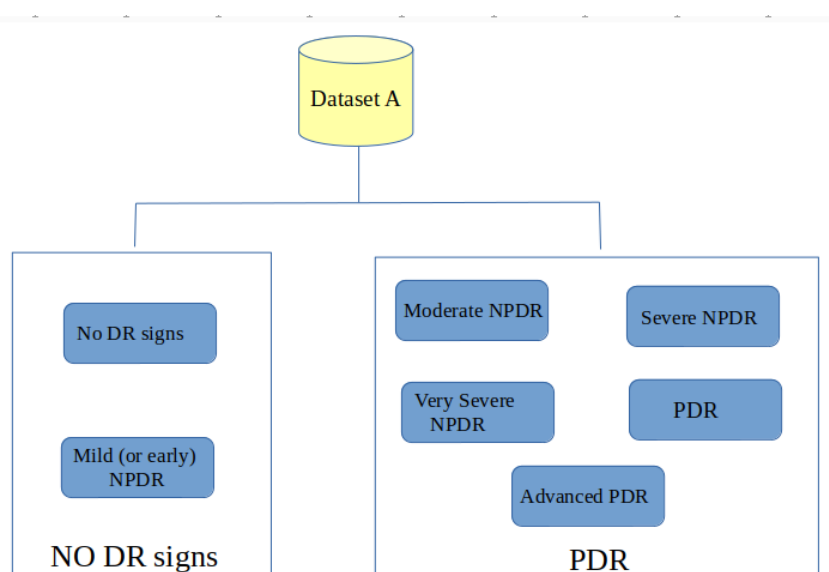 Dataset A
No DR signs
Mild (or early)
NPDR
NO DR signs
Moderate NPDR
Severe NPDR
Very Severe
NPDR
PDR
Advanced PDR
PDR